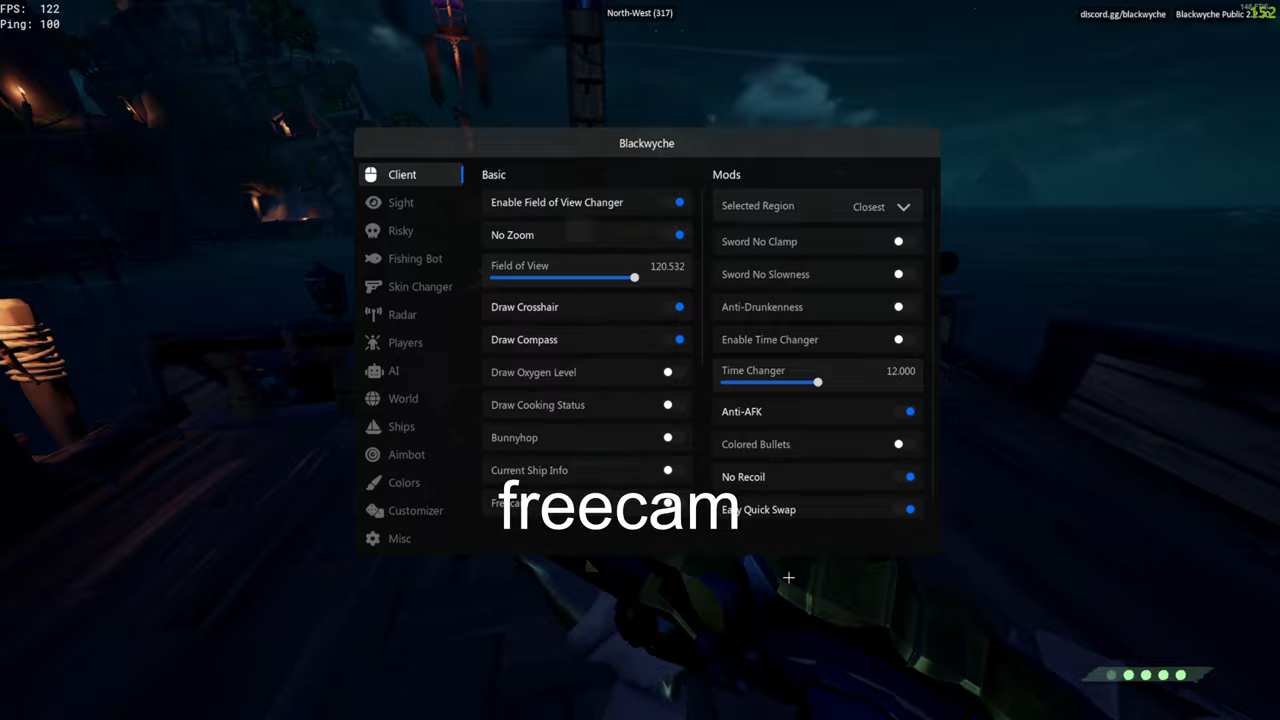 FPS: 122
Ping: 100
North-West (317)
discord.gg/blackwyche
Blackwyche Public
152
Blackwyche
Client
Sight
Risky
Fishing Bot
Skin Changer
Radar
Players
AI
World
Ships
Aimbot
Colors
Customizer
Misc
Basic
Enable Field of View Changer
No Zoom
Field of View 120.532
Draw Crosshair
Draw Compass
Draw Oxygen Level
Draw Cooking Status
Bunnyhop
Current Ship Info
freecam
Mods
Selected Region Closest
Sword No Clamp
Sword No Slowness
Anti-Drunkenness
Enable Time Changer
Time Changer 12.000
Anti-AFK
Colored Bullets
No Recoil
Easy Quick Swap